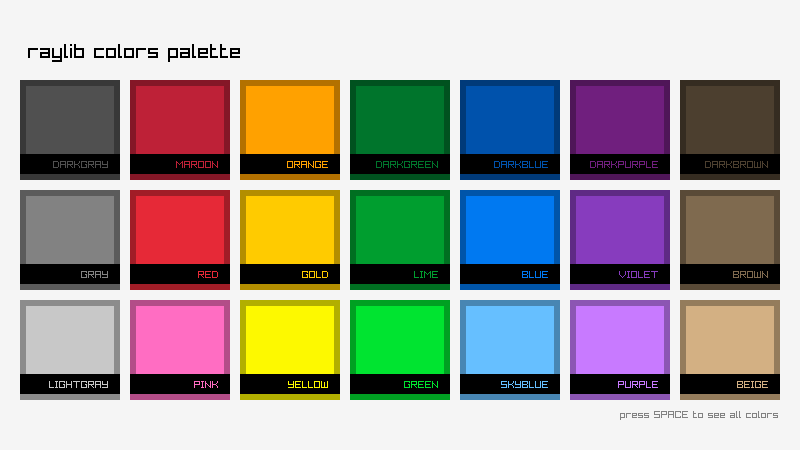 raylib colors palette
DARKGRAY MAROON ORANGE DARKGREEN DARKBLUE DARKPURPLE DARKBROWN
GRAY RED GOLD LIME BLUE VIOLET BROWN
LIGHTGRAY PINK YELLOW GREEN SKYBLUE PURPLE BEIGE
press SPACE to see all colors